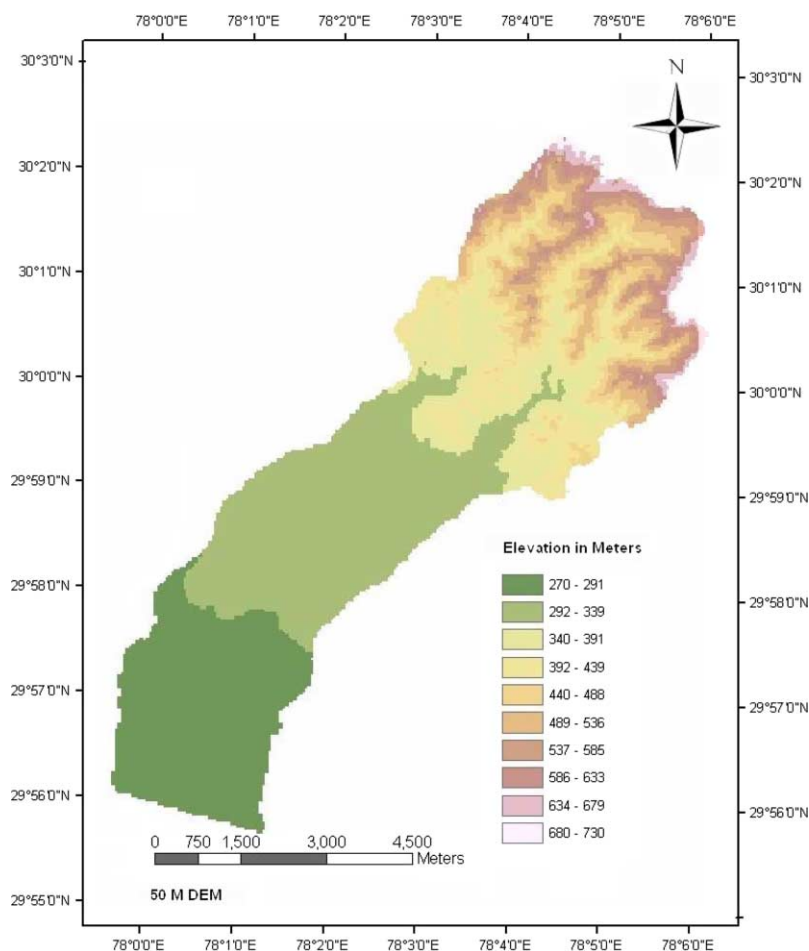 78°0'0"E 78°1'0"E 78°2'0"E 78°3'0"E 78°4'0"E 78°5'0"E 78°6'0"E
30°3'0"N
30°3'0"N
N
30°2'0"N
30°2'0"N
30°1'0"N
30°1'0"N
30°0'0"N
30°0'0"N
29°59'0"N
29°59'0"N
Elevation in Meters
270 - 291
29°58'0"N
29°58'0"N
292 - 339
340 - 391
392 - 439
29°57'0"N
440 - 488
29°57'0"N
489 - 536
537 - 585
586 - 633
29°56'0"N
634 - 679
29°56'0"N
680 - 730
0 750 1,500 3,000 4,500
Meters
50 M DEM
29°55'0"N
78°0'0"E 78°1'0"E 78°2'0"E 78°3'0"E 78°4'0"E 78°5'0"E 78°6'0"E